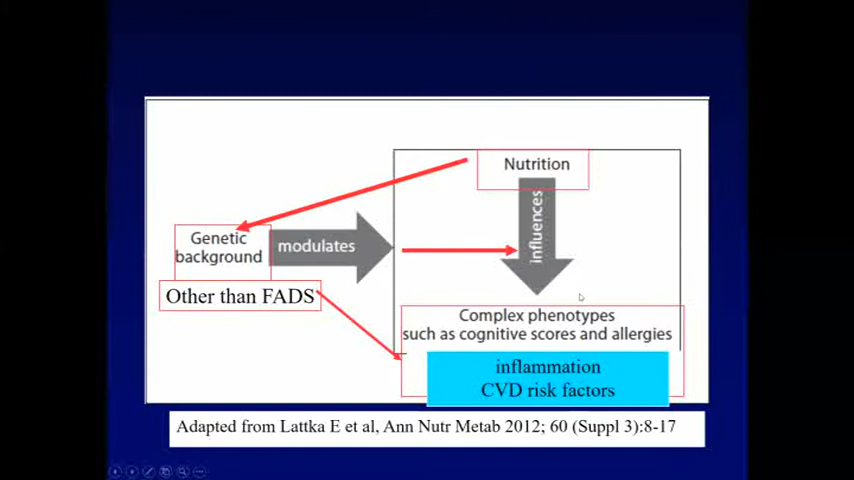 Nutrition
influences
Genetic
background
modulates
Other than FADS
Complex phenotypes
such as cognitive scores and allergies
inflammation
CVD risk factors
Adapted from Lattka E et al, Ann Nutr Metab 2012; 60 (Suppl 3):8-17